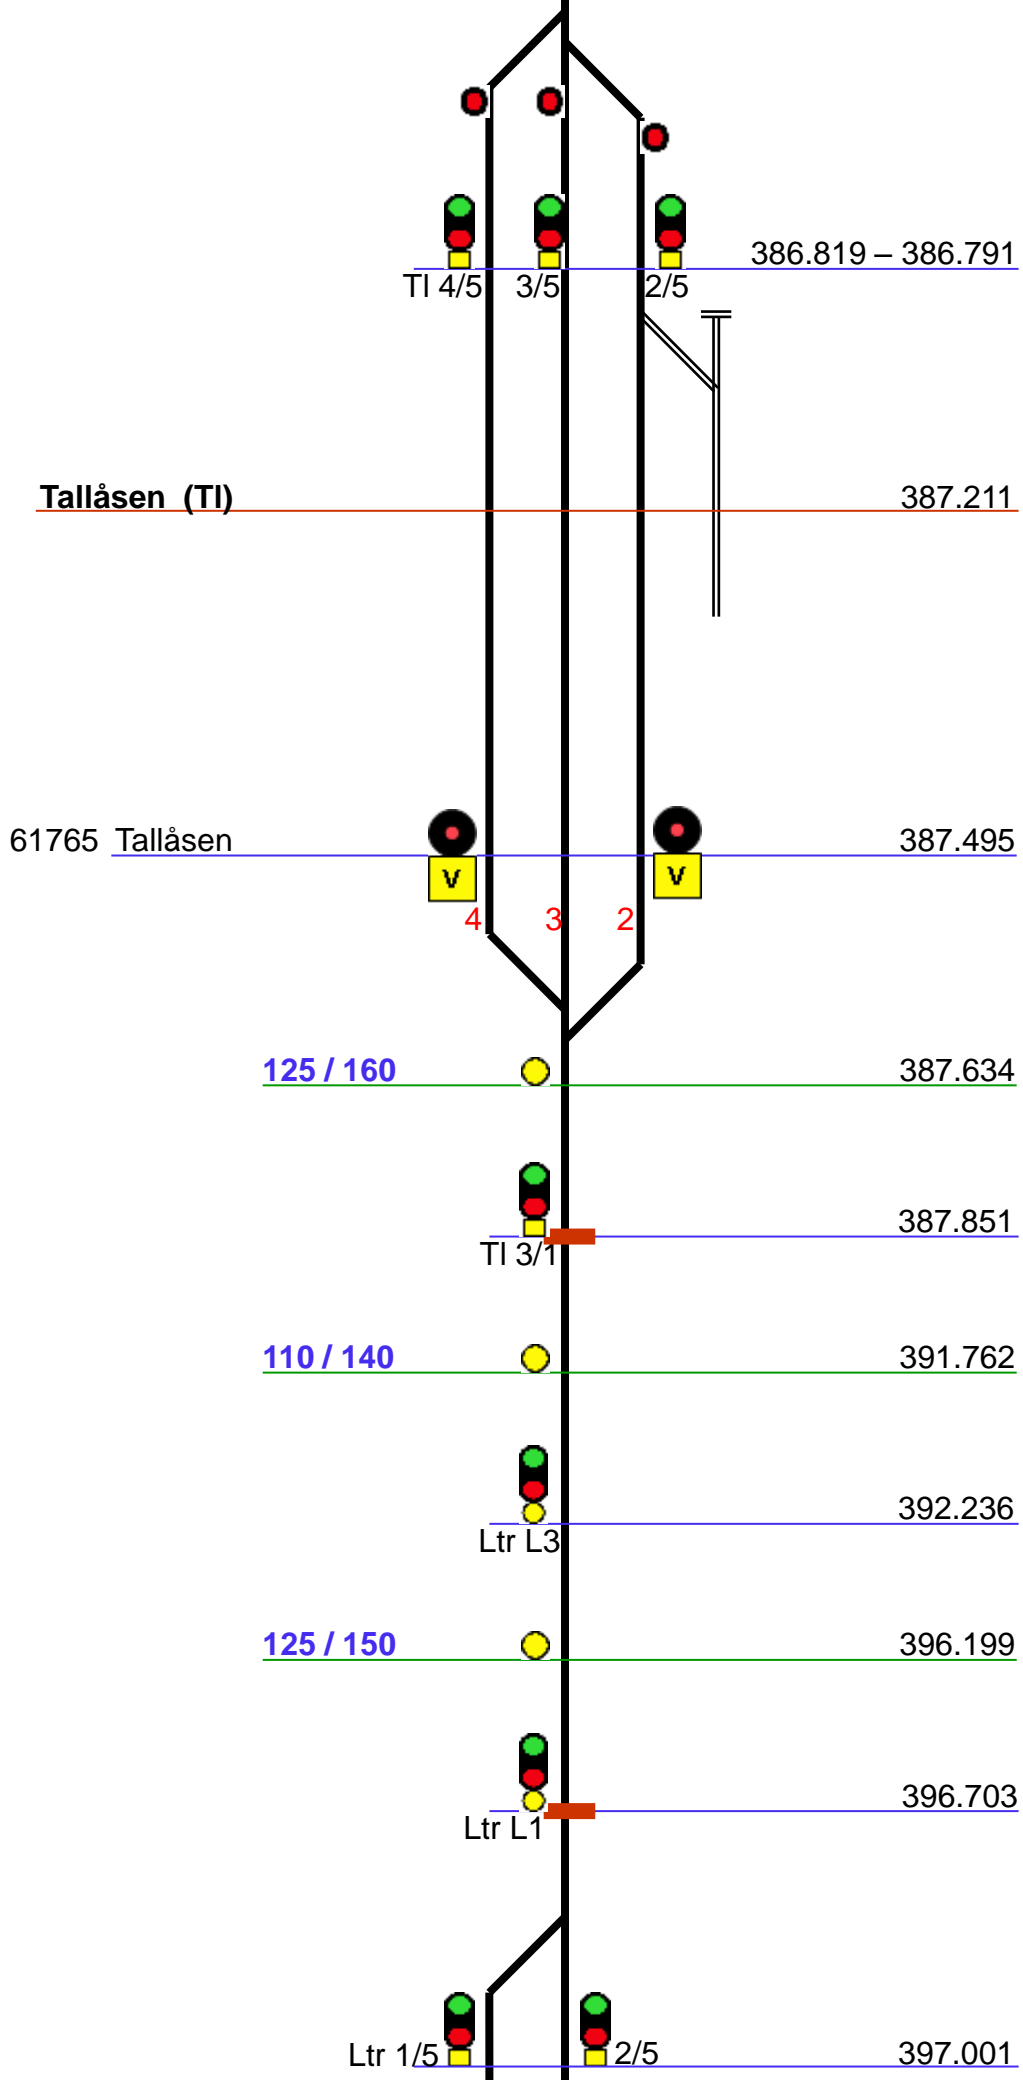 386.819 – 386.791
Tl 4/5 3/5 2/5
Tallåsen (Tl) 387.211
61765 Tallåsen 387.495
V V
4 3 2
125 / 160 387.634
387.851
Tl 3/1
110 / 140 391.762
392.236
Ltr L3
125 / 150 396.199
396.703
Ltr L1
Ltr 1/5 2/5 397.001